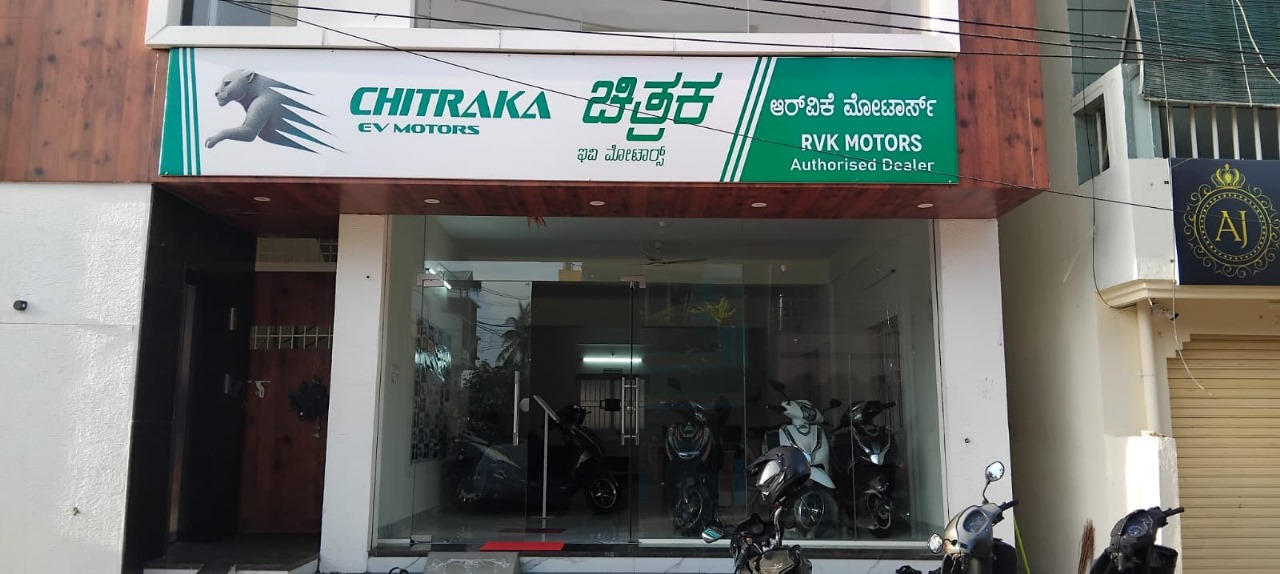 CHITRAKA
EV MOTORS
ಚಿತ್ರಕ
ಇವಿ ಮೋಟಾರ್ಸ್
ಆರ್‌ವಿಕೆ ಮೋಟಾರ್ಸ್
RVK MOTORS
Authorised Dealer
AJ